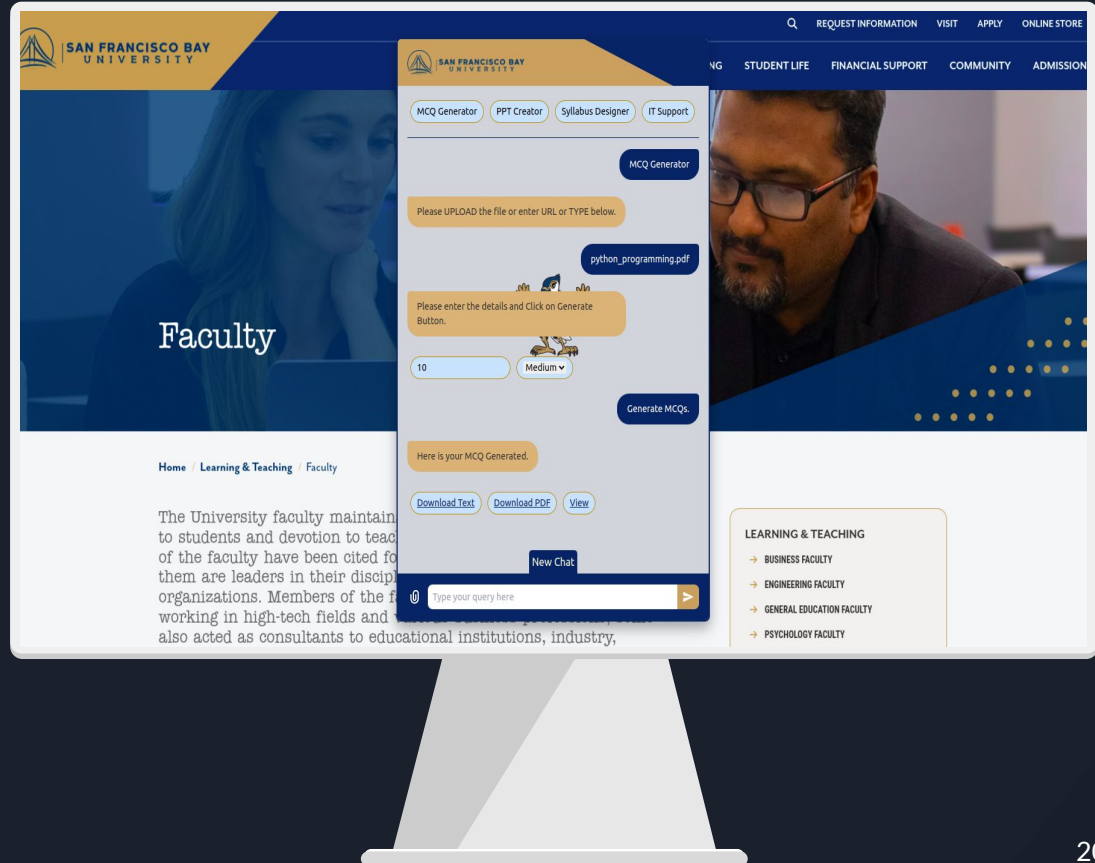 REQUEST INFORMATION VISIT APPLY ONLINE STORE
SAN FRANCISCO BAY
UNIVERSITY
STUDENT LIFE FINANCIAL SUPPORT COMMUNITY ADMISSION
SAN FRANCISCO BAY
UNIVERSITY
MCQ Generator PPT Creator Syllabus Designer IT Support
MCQ Generator
Please UPLOAD the file or enter URL or TYPE below.
python_programming.pdf
Please enter the details and Click on Generate
Button.
10 Medium
Generate MCQs.
Here is your MCQ Generated.
Download Text Download PDF View
New Chat
Type your query here
Faculty
Home / Learning & Teaching / Faculty
The University faculty maintain
to students and devotion to teac
of the faculty have been cited fo
them are leaders in their discipl
organizations. Members of the f
working in high-tech fields and
also acted as consultants to educational institutions, industry,
LEARNING & TEACHING
→ BUSINESS FACULTY
→ ENGINEERING FACULTY
→ GENERAL EDUCATION FACULTY
→ PSYCHOLOGY FACULTY